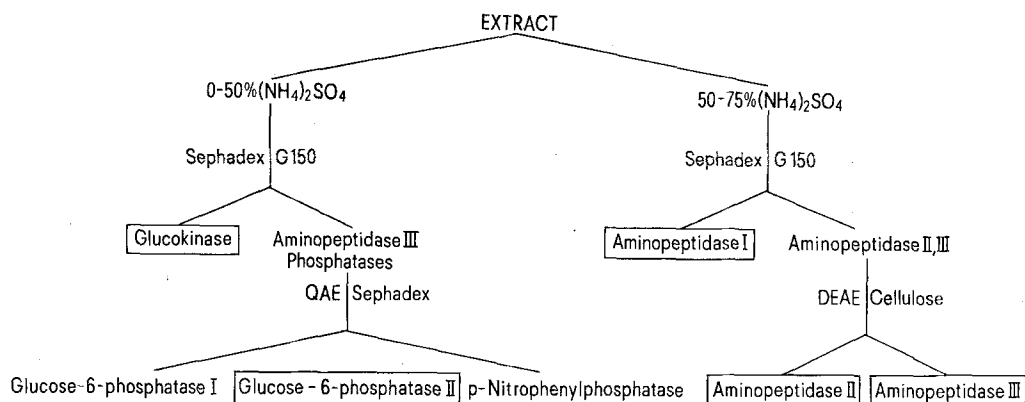 EXTRACT
0-50%(NH₄)₂SO₄
50-75%(NH₄)₂SO₄
Sephadex G150
Sephadex G150
Glucokinase
Aminopeptidase III
Phosphatases
Aminopeptidase I
Aminopeptidase II, III
QAE Sephadex
DEAE Cellulose
Glucose-6-phosphatase I
Glucose-6-phosphatase II
p-Nitrophenylphosphatase
Aminopeptidase II
Aminopeptidase III